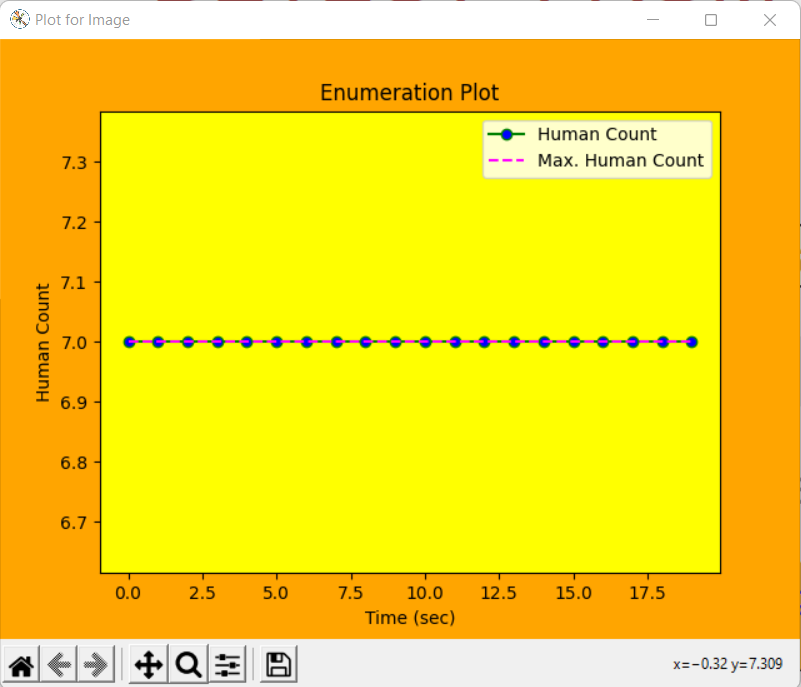 Plot for Image
Enumeration Plot
Human Count
Max. Human Count
7.3
7.2
7.1
7.0
6.9
6.8
6.7
Human Count
0.0 2.5 5.0 7.5 10.0 12.5 15.0 17.5
Time (sec)
x=−0.32 y=7.309